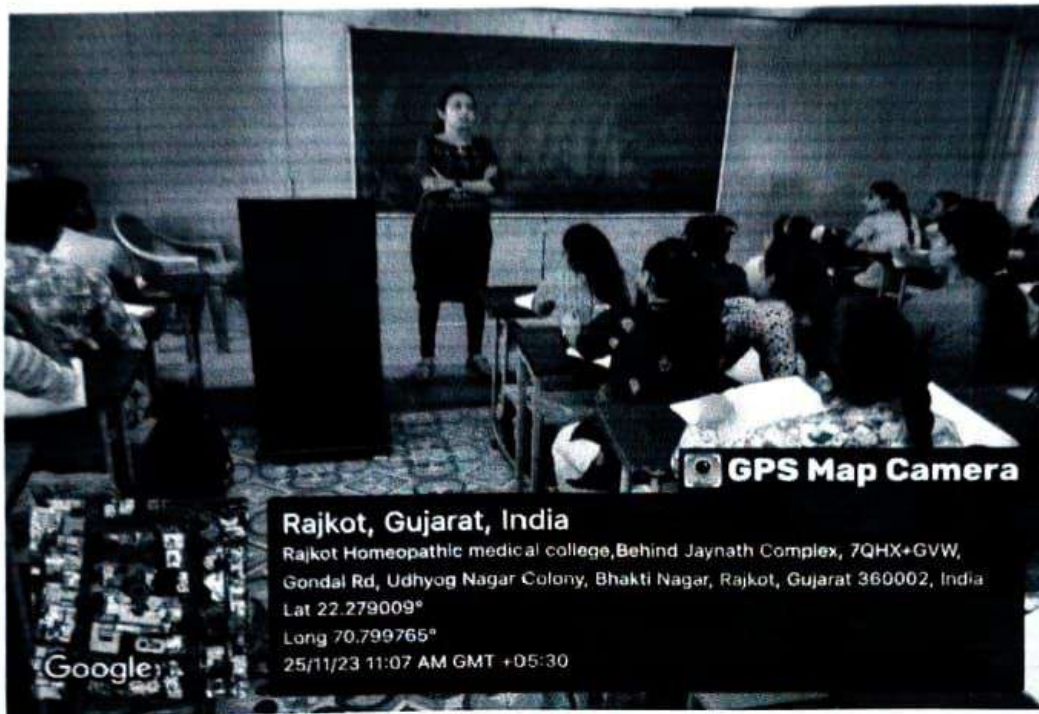 GPS Map Camera
Rajkot, Gujarat, India
Rajkot Homeopathic medical college,Behind Jaynath Complex, 7QHX+GVW,
Gondal Rd, Udhyog Nagar Colony, Bhakti Nagar, Rajkot, Gujarat 360002, India
Lat 22.279009°
Long 70.799765°
25/11/23 11:07 AM GMT +05:30
Google